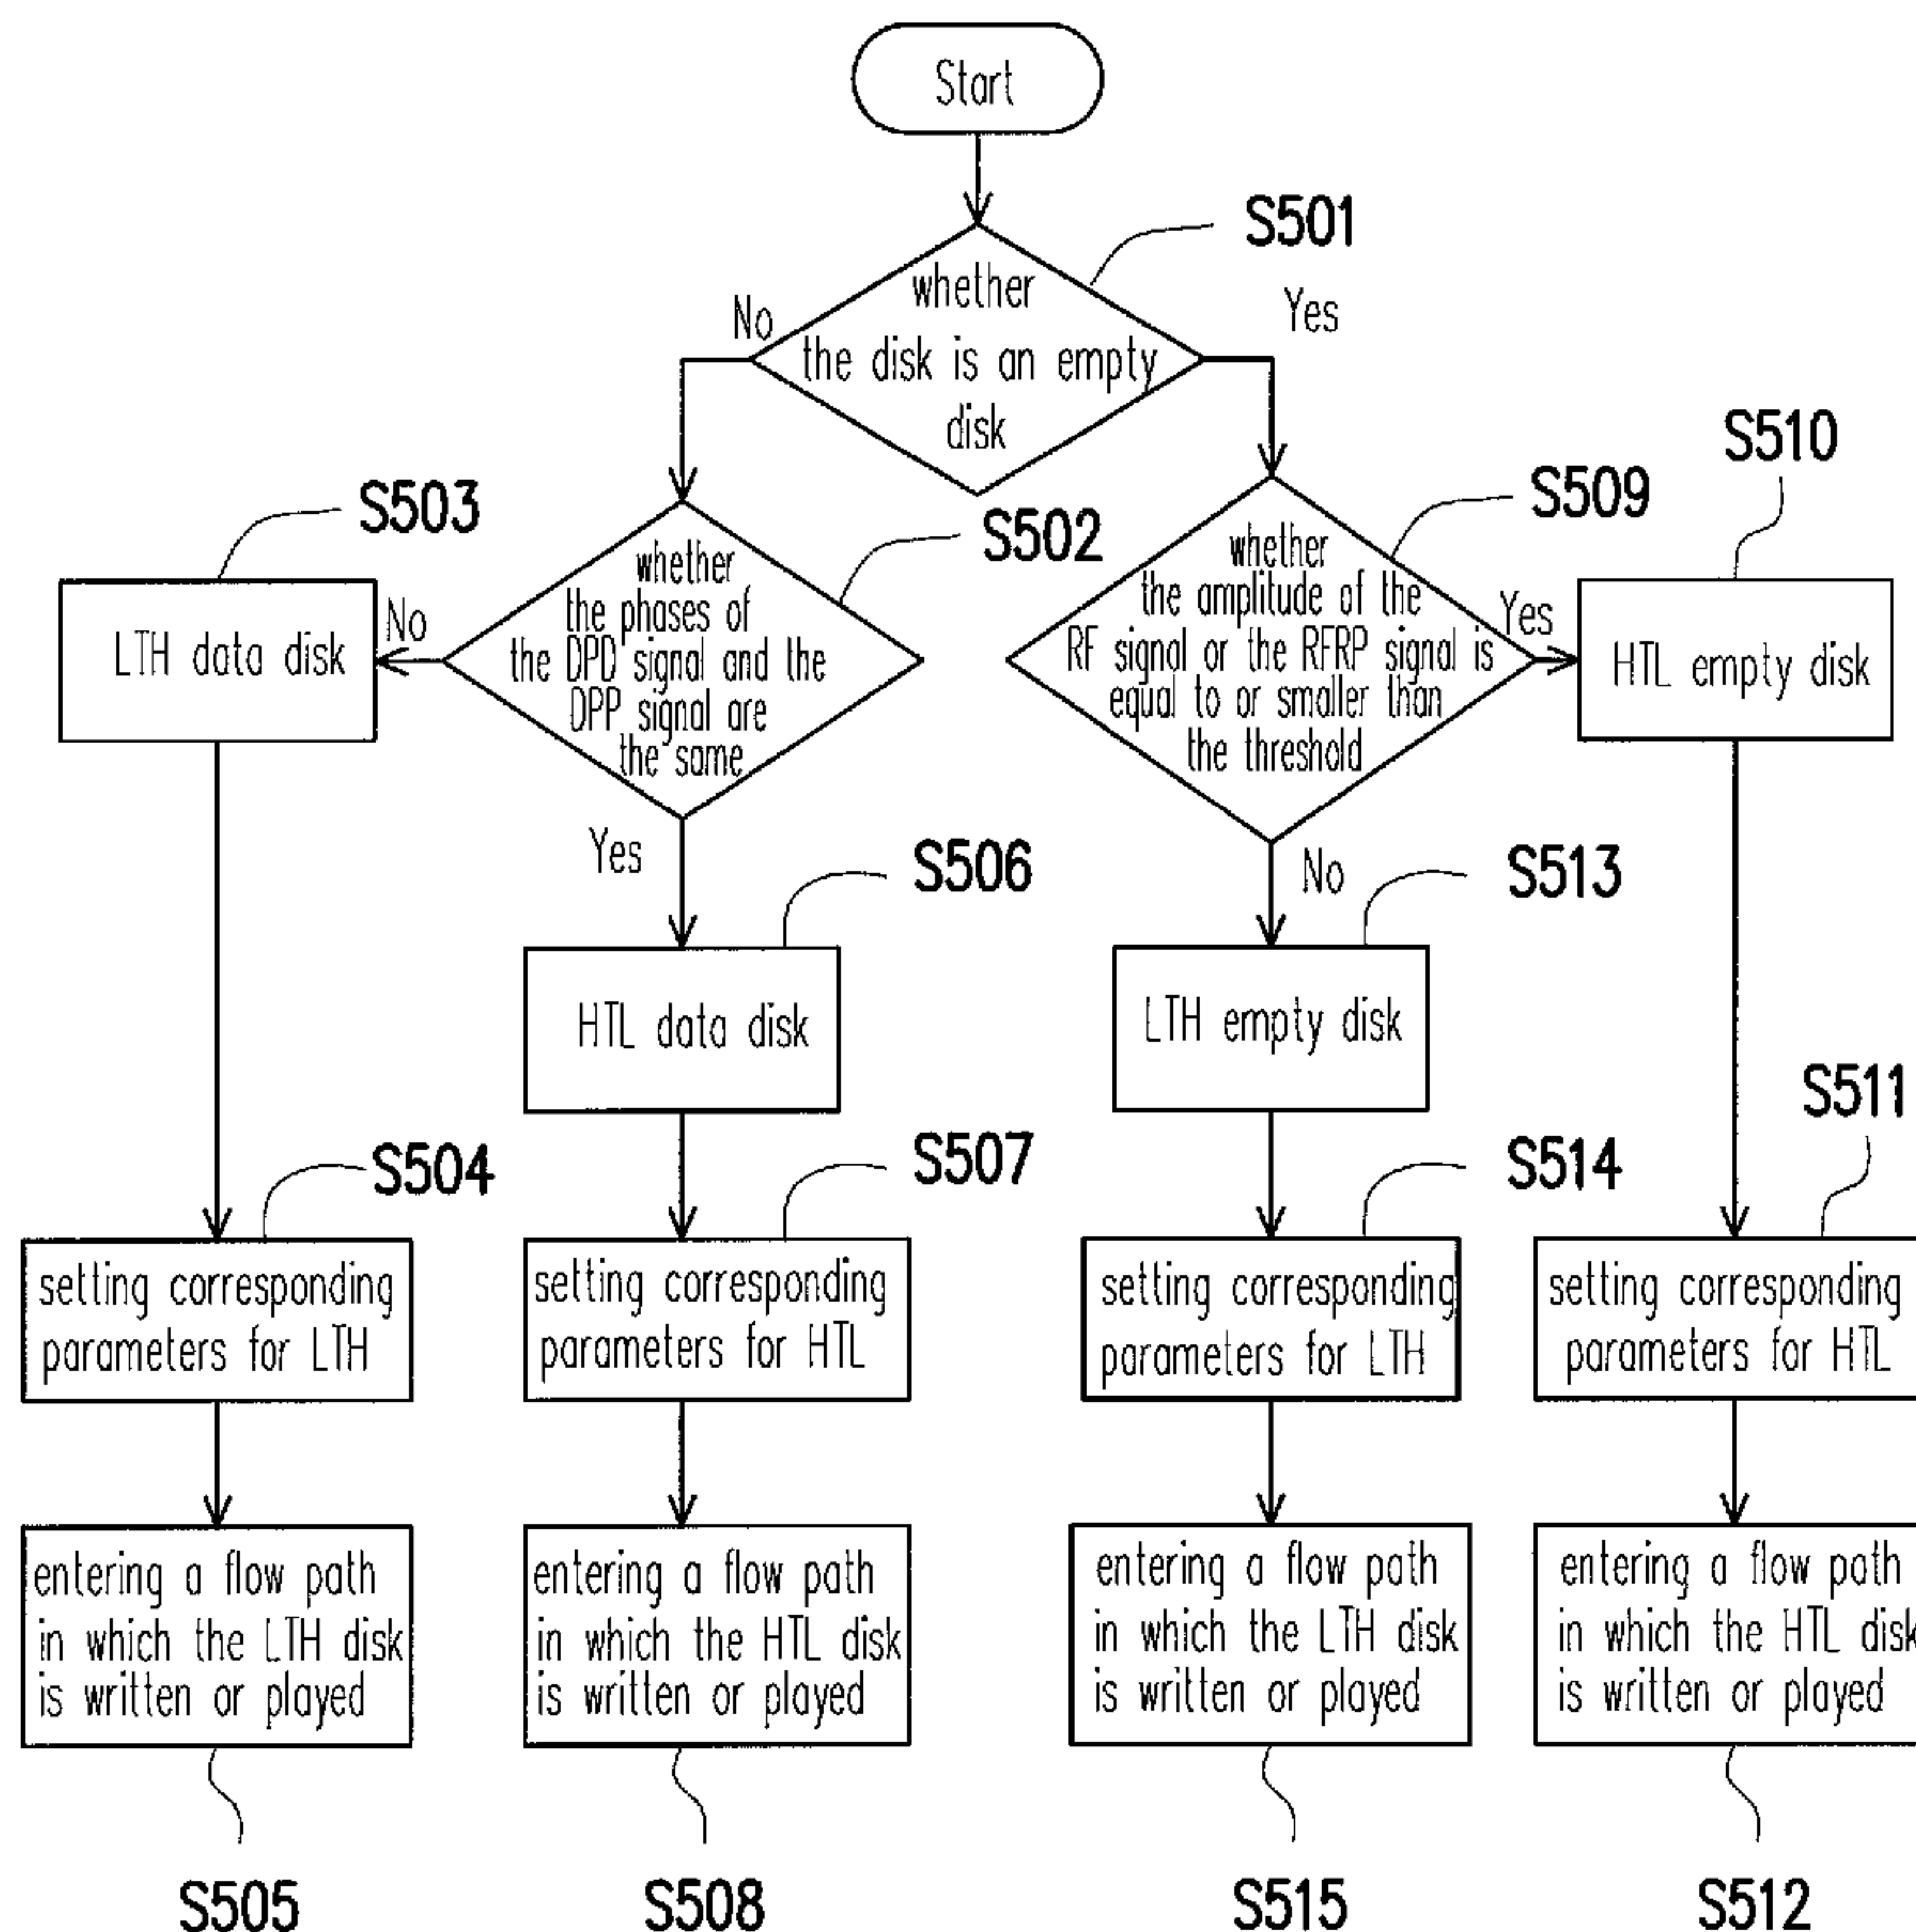 Start
S501
whether
the disk is an empty
disk
No
Yes
S503
S502
S509
S510
LTH data disk
No
whether
the phases of
the DPD signal and the
DPP signal are
the same
whether
the amplitude of the
RF signal or the RFRP signal is
equal to or smaller than
the threshold
Yes
HTL empty disk
Yes
S506
No
S513
HTL data disk
LTH empty disk
S504
S507
S514
S511
setting corresponding
parameters for LTH
setting corresponding
parameters for HTL
setting corresponding
parameters for LTH
setting corresponding
parameters for HTL
entering a flow path
in which the LTH disk
is written or played
entering a flow path
in which the HTL disk
is written or played
entering a flow path
in which the LTH disk
is written or played
entering a flow path
in which the HTL disk
is written or played
S505
S508
S515
S512